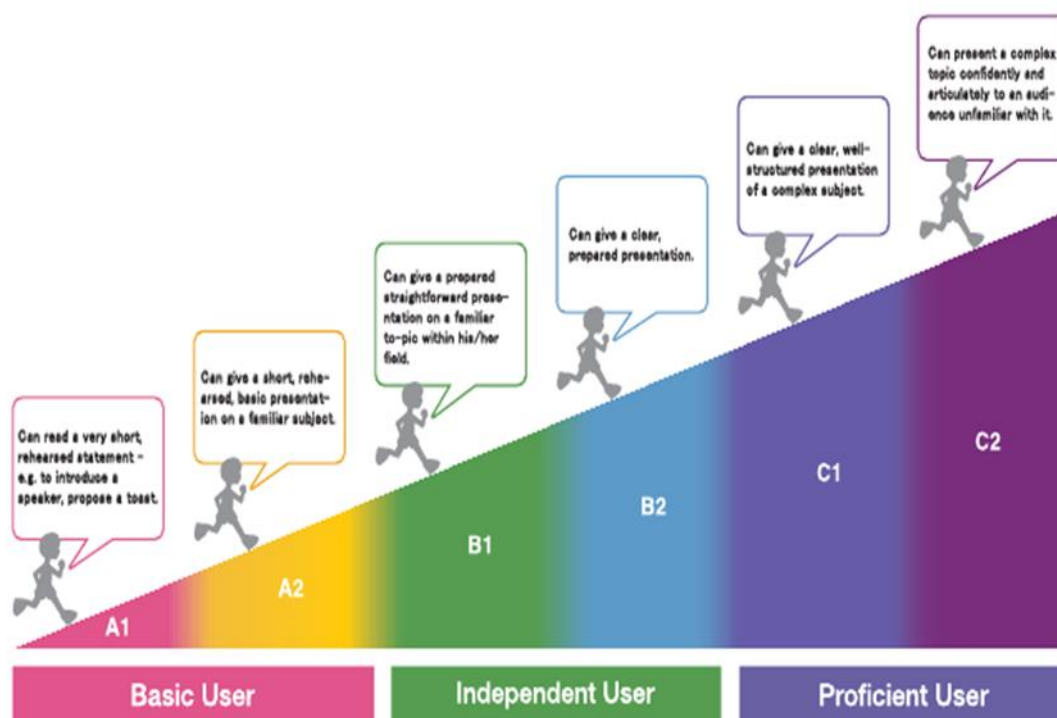 Can present a complex
topic confidently and
articulately to an audi-
ence unfamiliar with it.
Can give a clear, well-
structured presentation
of a complex subject.
Can give a clear,
prepared presentation.
Can give a prepared
straightforward prese-
ntation on a familiar
to-pic within his/her
field.
Can give a short, rehe-
arsed, basic presentat-
ion on a familiar subject.
Can read a very short,
rehearsed statement -
e.g. to introduce a
speaker, propose a toast.
A1
A2
B1
B2
C1
C2
Basic User
Independent User
Proficient User